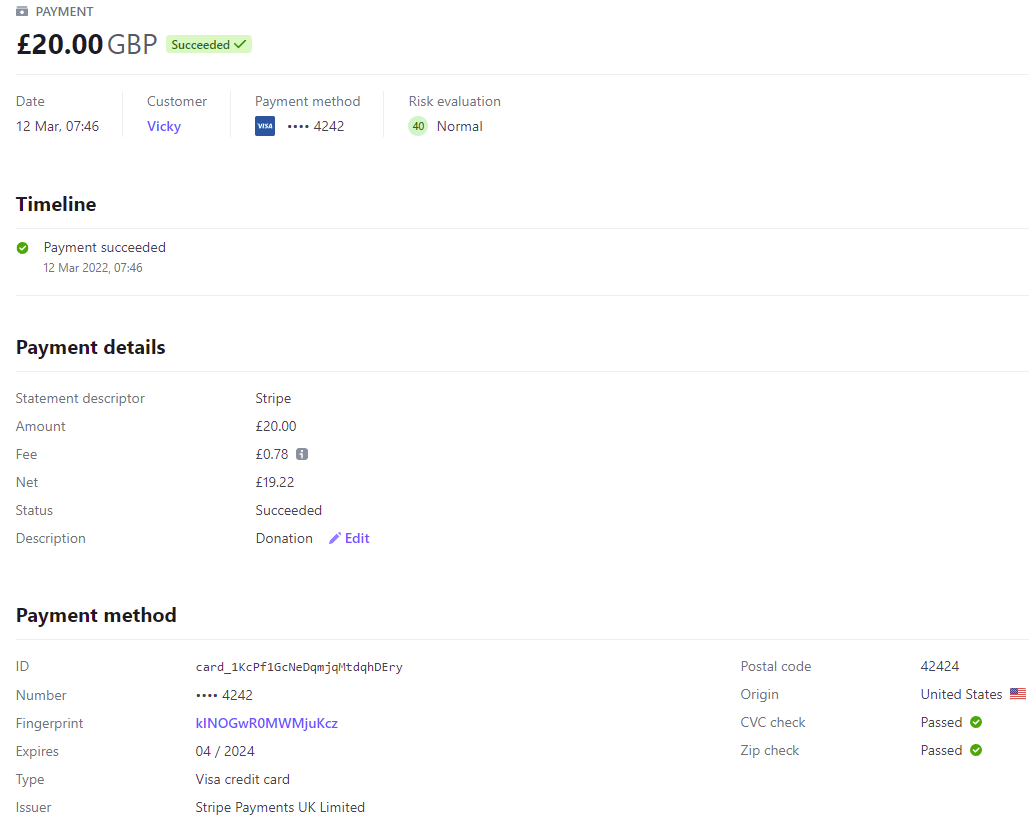 PAYMENT
£20.00 GBP Succeeded
Date Customer Payment method Risk evaluation
12 Mar, 07:46 Vicky VISA •••• 4242 40 Normal
Timeline
Payment succeeded
12 Mar 2022, 07:46
Payment details
Statement descriptor Stripe
Amount £20.00
Fee £0.78
Net £19.22
Status Succeeded
Description Donation Edit
Payment method
ID card_1KcPf1GcNeDqmjqMtdqhDEry Postal code 42424
Number •••• 4242 Origin United States
Fingerprint kINOGwR0MWMjuKcz CVC check Passed
Expires 04 / 2024 Zip check Passed
Type Visa credit card
Issuer Stripe Payments UK Limited